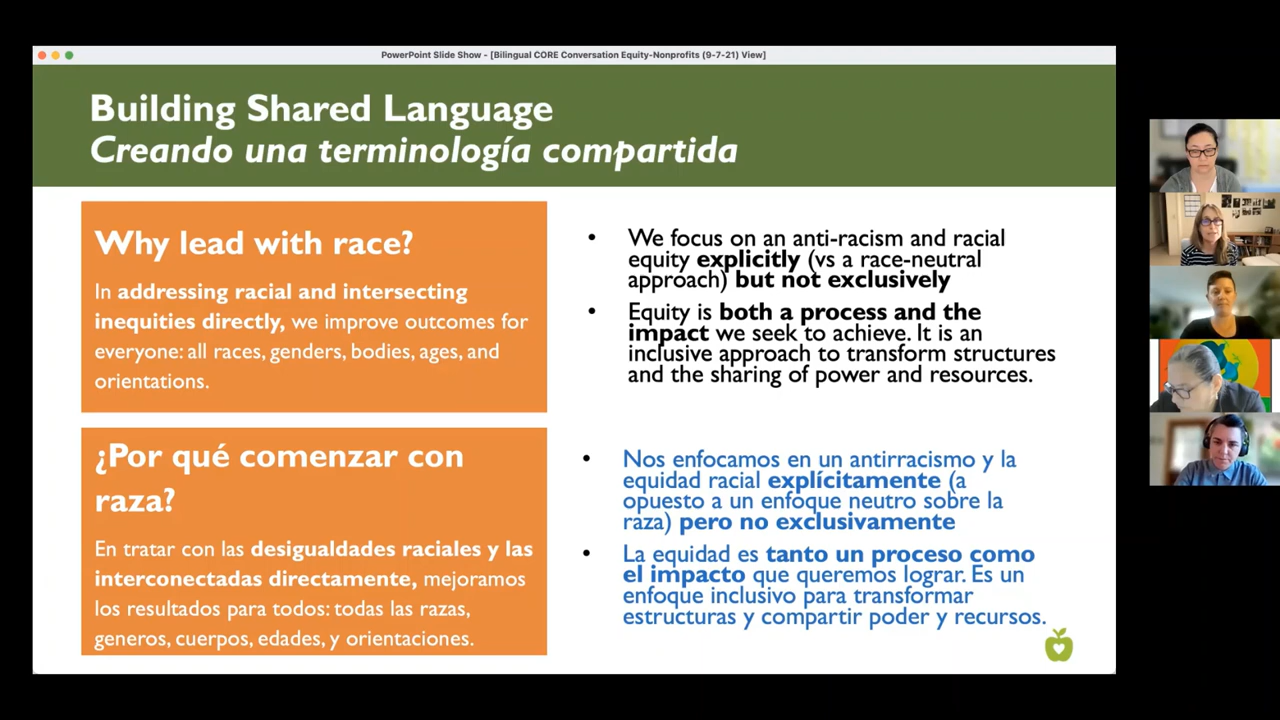 PowerPoint Slide Show - [Bilingual CORE Conversation Equity-Nonprofits (9-7-21) View]
Building Shared Language
Creando una terminología compartida
Why lead with race?
In addressing racial and intersecting
inequities directly, we improve outcomes for
everyone: all races, genders, bodies, ages, and
orientations.
• We focus on an anti-racism and racial
equity explicitly (vs a race-neutral
approach) but not exclusively
• Equity is both a process and the
impact we seek to achieve. It is an
inclusive approach to transform structures
and the sharing of power and resources.
¿Por qué comenzar con
raza?
En tratar con las desigualdades raciales y las
interconectadas directamente, mejoramos
los resultados para todos: todas las razas,
generos, cuerpos, edades, y orientaciones.
• Nos enfocamos en un antirracismo y la
equidad racial explícitamente (a
opuesto a un enfoque neutro sobre la
raza) pero no exclusivamente
• La equidad es tanto un proceso como
el impacto que queremos lograr. Es un
enfoque inclusivo para transformar
estructuras y compartir poder y recursos.